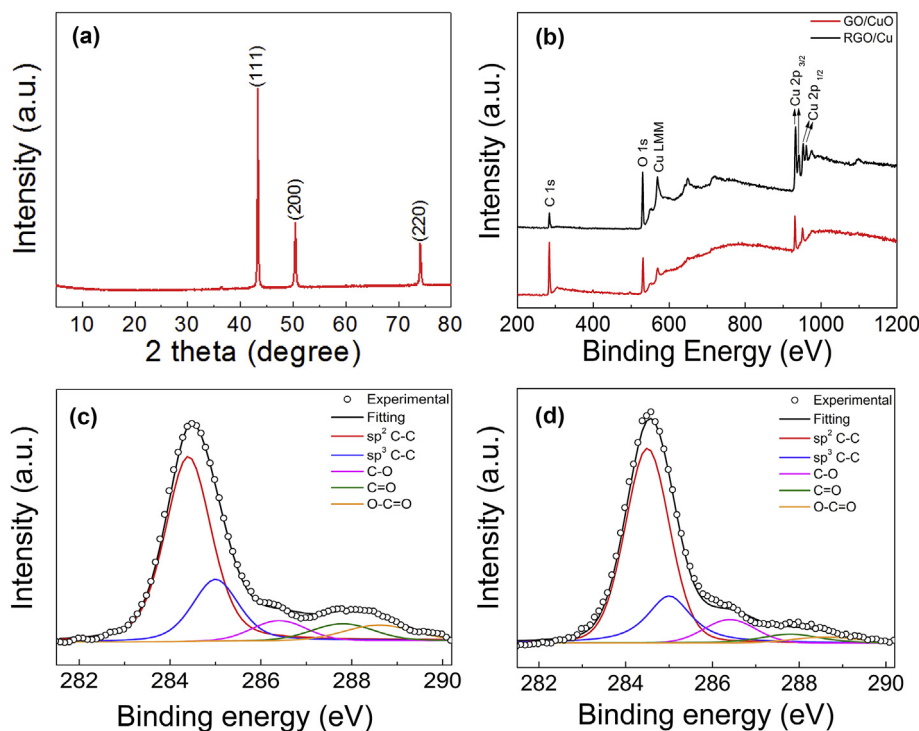 (a)
(111)
(200)
(220)
Intensity (a.u.)
10 20 30 40 50 60 70 80
2 theta (degree)
(b)
GO/CuO
RGO/Cu
C 1s
O 1s
Cu LMM
Cu 2p 3/2
Cu 2p 1/2
Intensity (a.u.)
200 400 600 800 1000 1200
Binding Energy (eV)
(c)
Experimental
Fitting
sp² C-C
sp³ C-C
C-O
C=O
O-C=O
Intensity (a.u.)
282 284 286 288 290
Binding energy (eV)
(d)
Experimental
Fitting
sp² C-C
sp³ C-C
C-O
C=O
O-C=O
Intensity (a.u.)
282 284 286 288 290
Binding energy (eV)